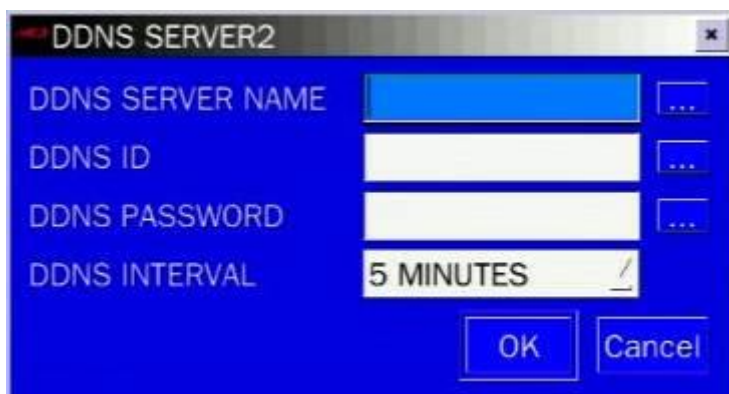 DDNS SERVER2
DDNS SERVER NAME ...
DDNS ID ...
DDNS PASSWORD ...
DDNS INTERVAL 5 MINUTES
OK Cancel